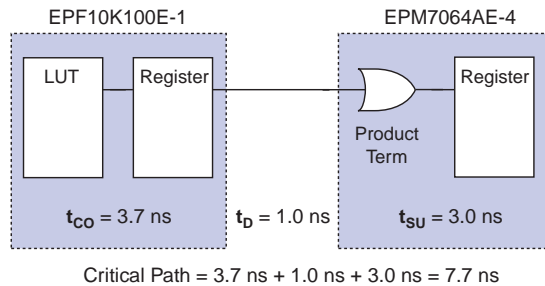 EPF10K100E-1
EPM7064AE-4
LUT
Register
Register
Product
Term
tCO = 3.7 ns
tD = 1.0 ns
tSU = 3.0 ns
Critical Path = 3.7 ns + 1.0 ns + 3.0 ns = 7.7 ns